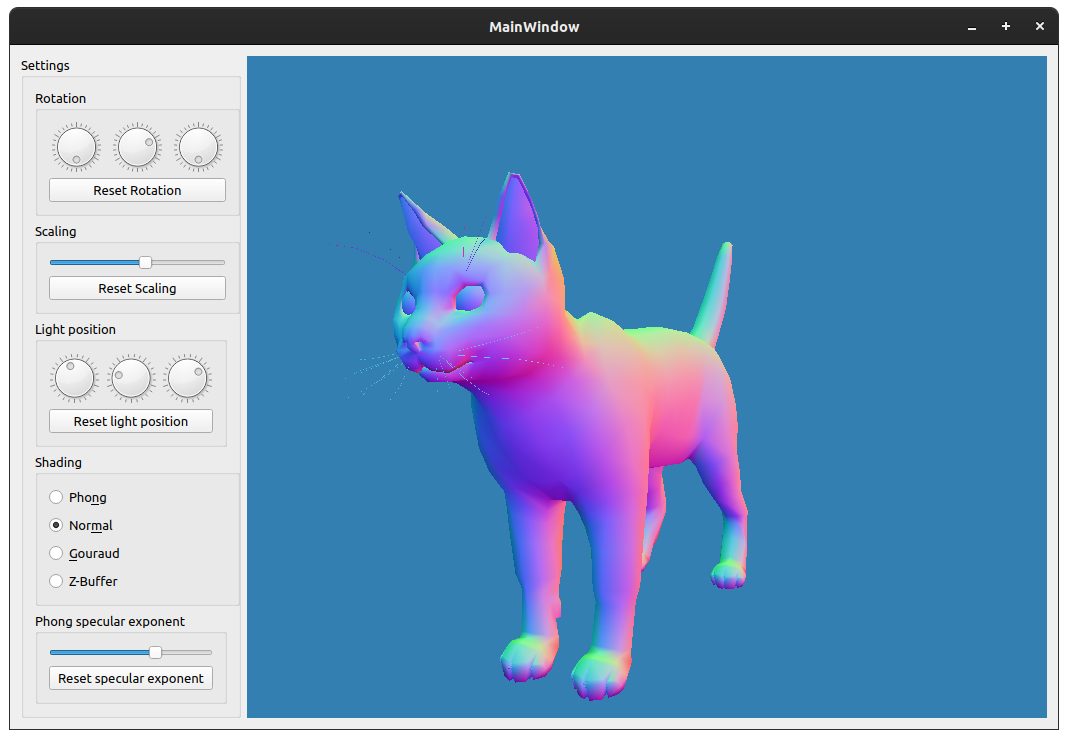 MainWindow
Settings
Rotation
Reset Rotation
Scaling
Reset Scaling
Light position
Reset light position
Shading
Phong
Normal
Gouraud
Z-Buffer
Phong specular exponent
Reset specular exponent